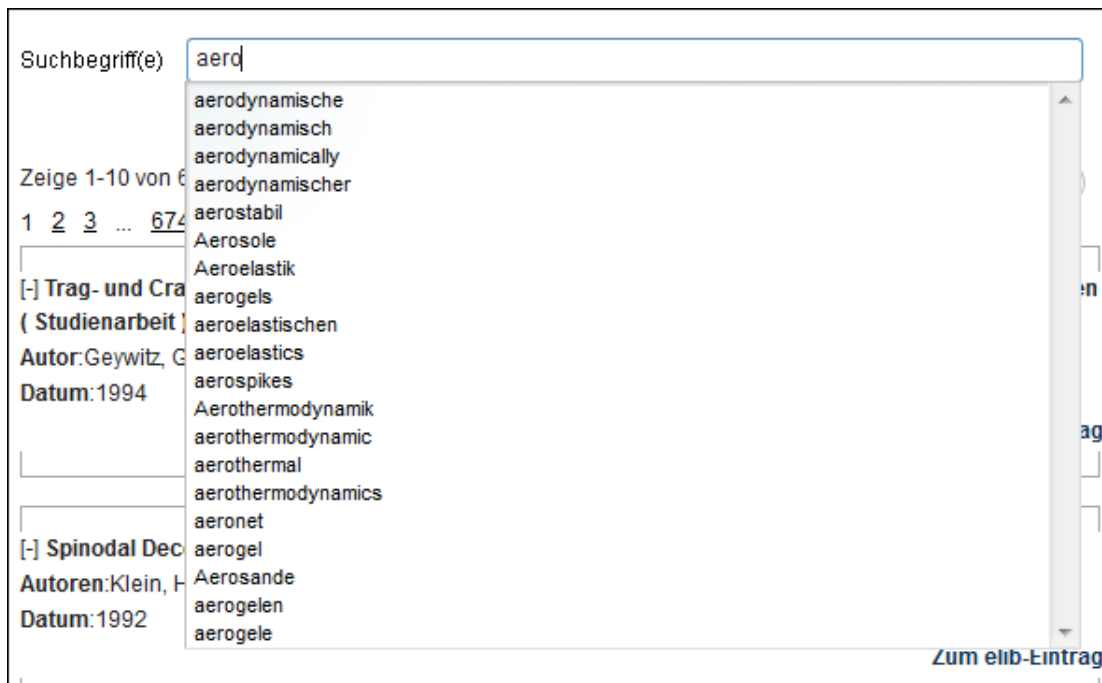 Suchbegriff(e) aero
aerodynamische
aerodynamisch
aerodynamically
aerodynamischer
aerostabil
Aerosole
Aeroelastik
aerogels
aeroelastischen
aeroelastics
aerospikes
Aerothermodynamik
aerothermodynamic
aerothermal
aerothermodynamics
aeronet
aerogel
Aerosande
aerogelen
aerogele
Zeige 1-10 von 6
1 2 3 ... 674
[-] Trag- und Cra
( Studienarbeit )
Autor:Geywitz, G
Datum:1994
[-] Spinodal Dec
Autoren:Klein, H
Datum:1992
Zum elib-Eintrag